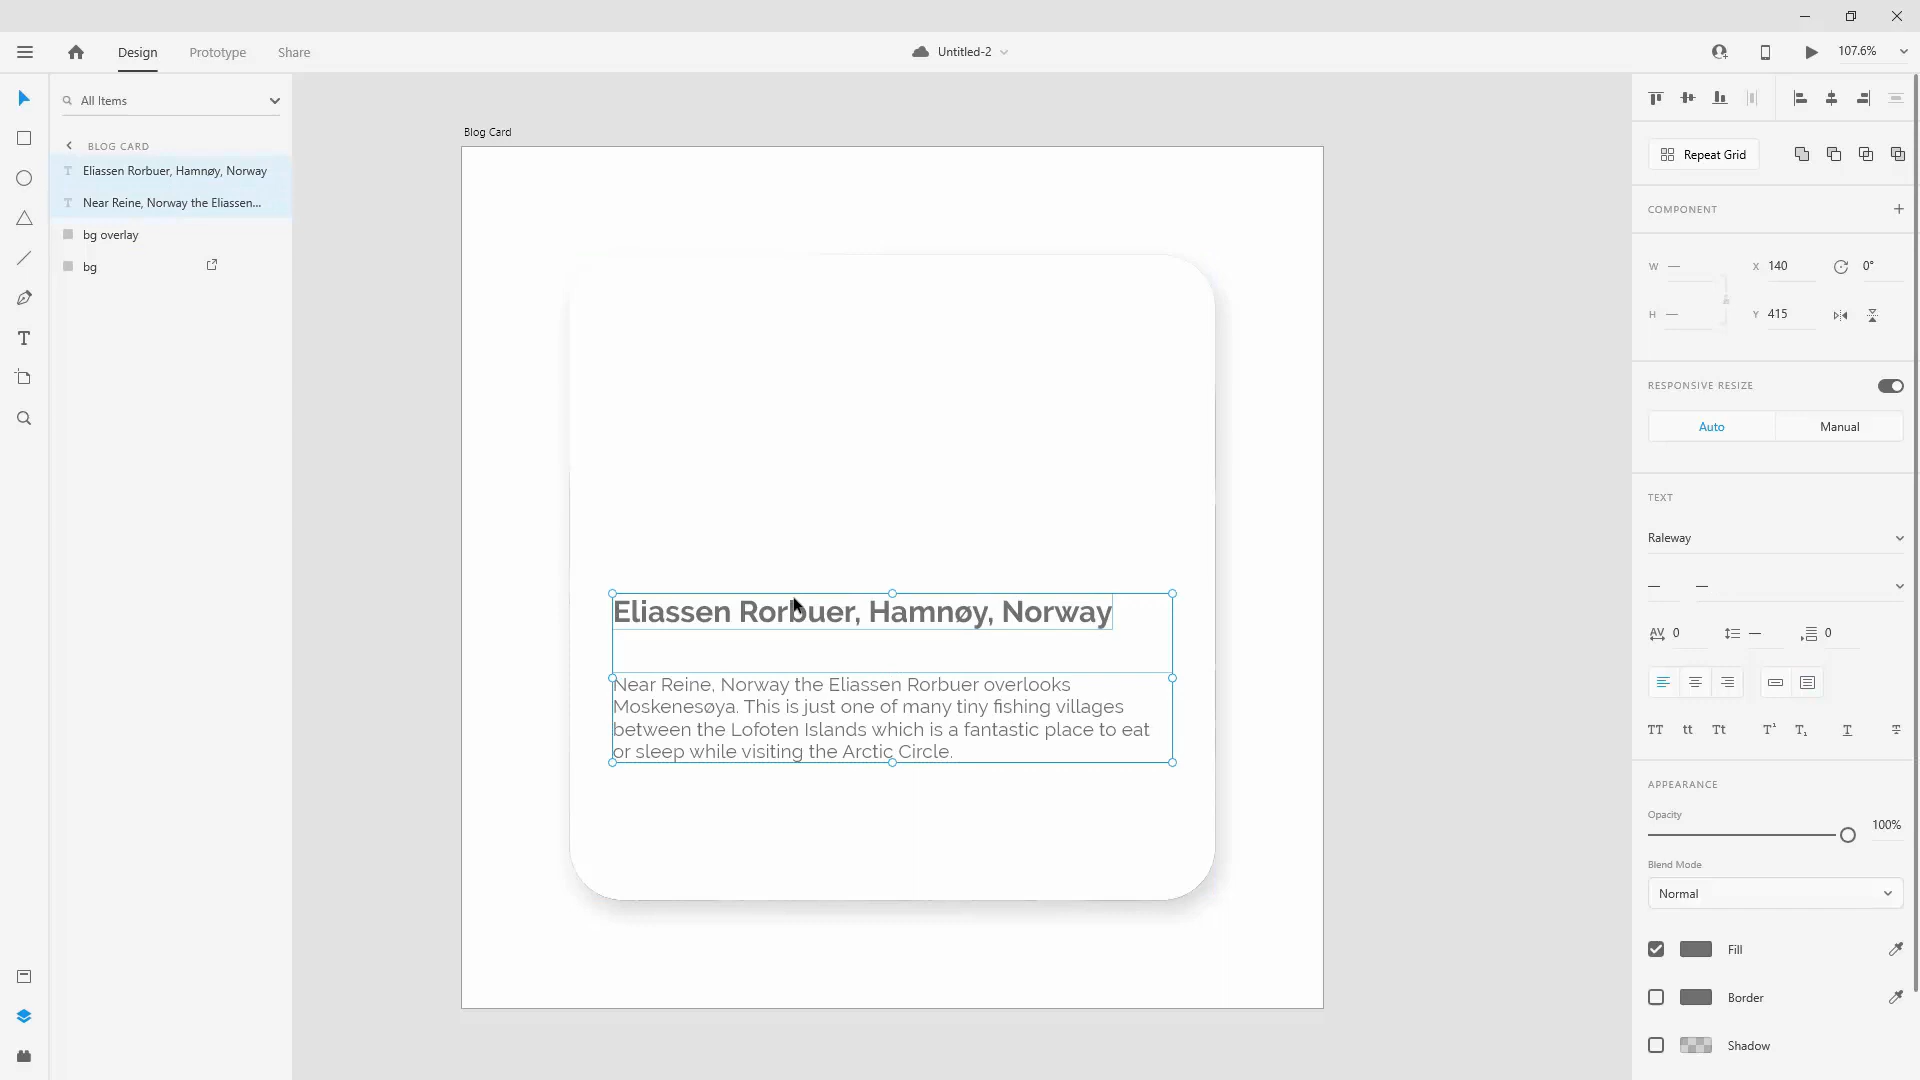 Design
Prototype
Share
Untitled-2
107.6%
All Items
BLOG CARD
Eliassen Rorbuer, Hamnøy, Norway
Near Reine, Norway the Eliassen...
bg overlay
bg
Blog Card
Eliassen Rorbuer, Hamnøy, Norway
Near Reine, Norway the Eliassen Rorbuer overlooks
Moskenesøya. This is just one of many tiny fishing villages
between the Lofoten Islands which is a fantastic place to eat
or sleep while visiting the Arctic Circle.
Repeat Grid
COMPONENT
W — X 140 0°
H — Y 415
RESPONSIVE RESIZE
Auto
Manual
TEXT
Raleway
— —
AV 0 — 0
TT tt Tt T¹ T, T T
APPEARANCE
Opacity
100%
Blend Mode
Normal
Fill
Border
Shadow